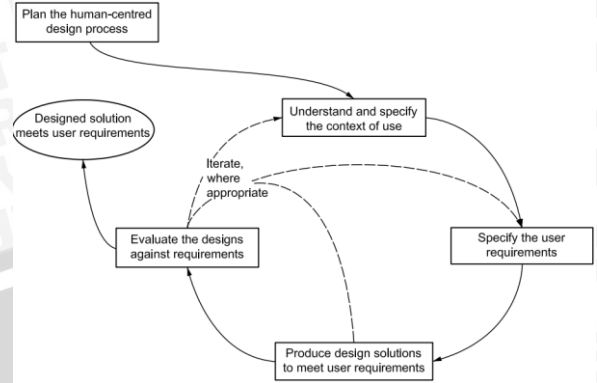 Plan the human-centred
design process
Designed solution
meets user requirements
Understand and specify
the context of use
Iterate,
where
appropriate
Evaluate the designs
against requirements
Specify the user
requirements
Produce design solutions
to meet user requirements